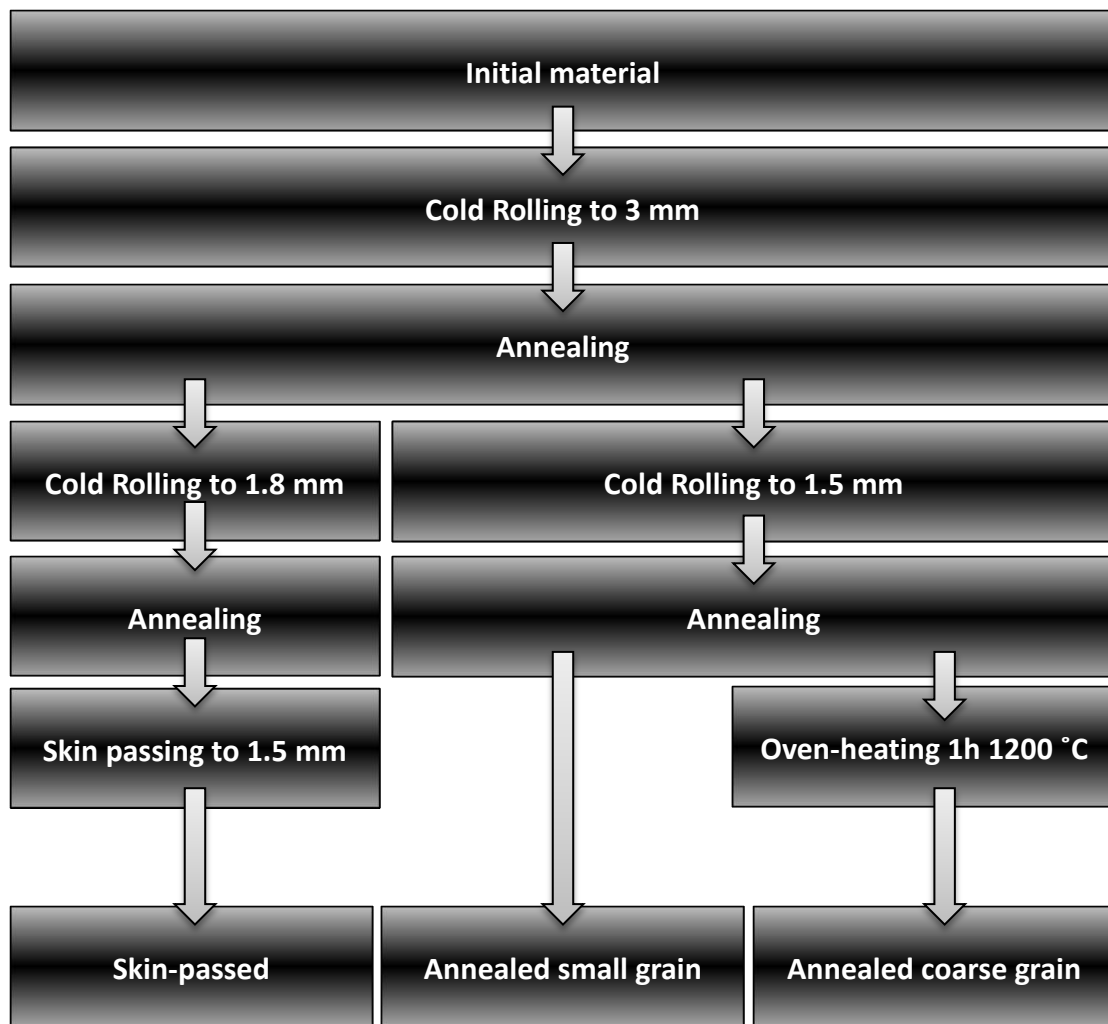 Initial material
Cold Rolling to 3 mm
Annealing
Cold Rolling to 1.8 mm
Cold Rolling to 1.5 mm
Annealing
Annealing
Skin passing to 1.5 mm
Oven-heating 1h 1200 ˚C
Skin-passed
Annealed small grain
Annealed coarse grain